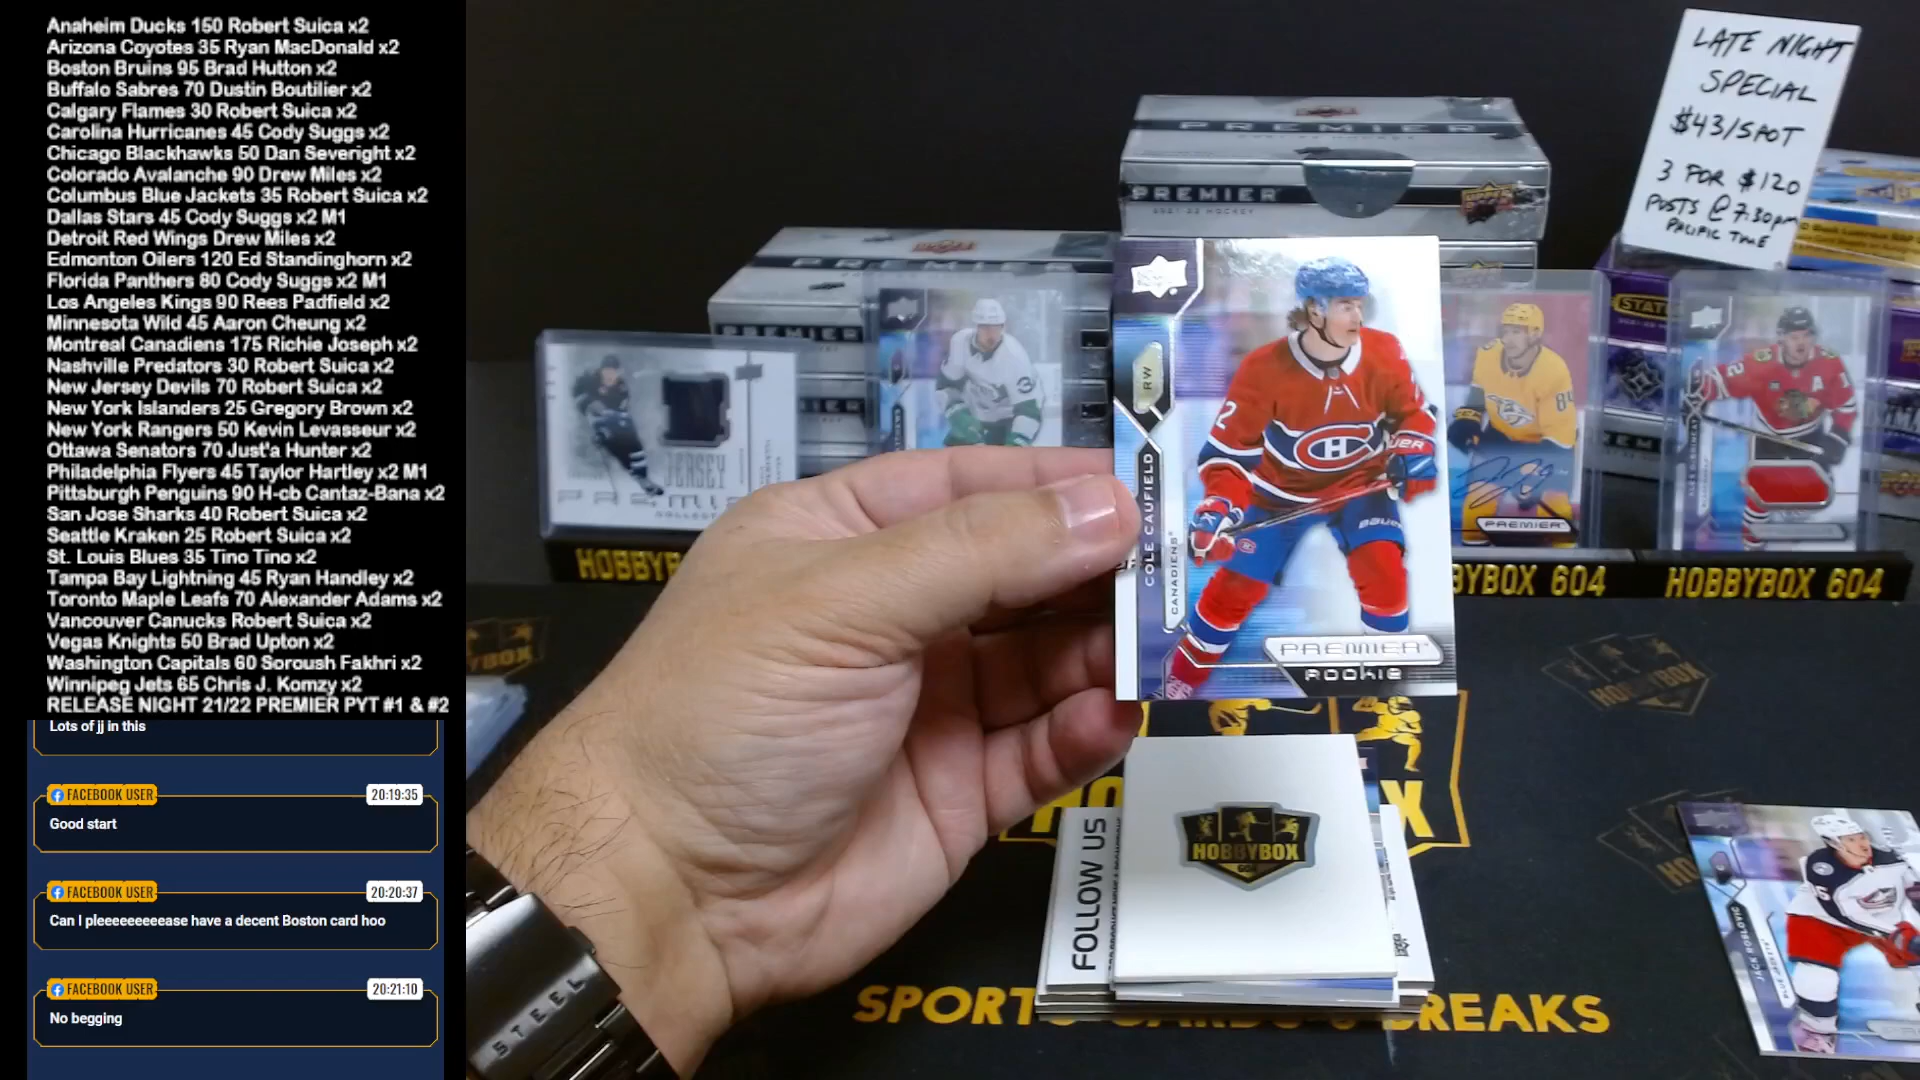 Anaheim Ducks 150 Robert Suica x2
Arizona Coyotes 35 Ryan MacDonald x2
Boston Bruins 95 Brad Hutton x2
Buffalo Sabres 70 Dustin Boutilier x2
Calgary Flames 30 Robert Suica x2
Carolina Hurricanes 45 Cody Suggs x2
Chicago Blackhawks 50 Dan Severight x2
Colorado Avalanche 90 Drew Miles x2
Columbus Blue Jackets 35 Robert Suica x2
Dallas Stars 45 Cody Suggs x2 M1
Detroit Red Wings Drew Miles x2
Edmonton Oilers 120 Ed Standinghorn x2
Florida Panthers 80 Cody Suggs x2 M1
Los Angeles Kings 90 Rees Padfield x2
Minnesota Wild 45 Aaron Cheung x2
Montreal Canadiens 175 Richie Joseph x2
Nashville Predators 30 Robert Suica x2
New Jersey Devils 70 Robert Suica x2
New York Islanders 25 Gregory Brown x2
New York Rangers 50 Kevin Levasseur x2
Ottawa Senators 70 Just'a Hunter x2
Philadelphia Flyers 45 Taylor Hartley x2 M1
Pittsburgh Penguins 90 H-cb Cantaz-Bana x2
San Jose Sharks 40 Robert Suica x2
Seattle Kraken 25 Robert Suica x2
St. Louis Blues 35 Tino Tino x2
Tampa Bay Lightning 45 Ryan Handley x2
Toronto Maple Leafs 70 Alexander Adams x2
Vancouver Canucks Robert Suica x2
Vegas Knights 50 Brad Upton x2
Washington Capitals 60 Soroush Fakhri x2
Winnipeg Jets 65 Chris J. Komzy x2
RELEASE NIGHT 21/22 PREMIER PYT #1 & #2
Lots of jj in this
FACEBOOK USER 20:19:35
Good start
FACEBOOK USER 20:20:37
Can I pleeeeeeeeease have a decent Boston card hoo
FACEBOOK USER 20:21:10
No begging
LATE NIGHT
SPECIAL
$43/SPOT
3 FOR $120
POSTS @ 7:30pm
PACIFIC TIME
PREMIER
PREMIER
2021-22 HOCKEY
RW
COLE CAUFIELD
CANADIENS
PREMIER
ROOKIE
JERSEY
PREMIER
HOBBYBOX 604
HOBBYBOX
FOLLOW US
JACK ROSLOVIC
BLUE JACKETS
STEEL